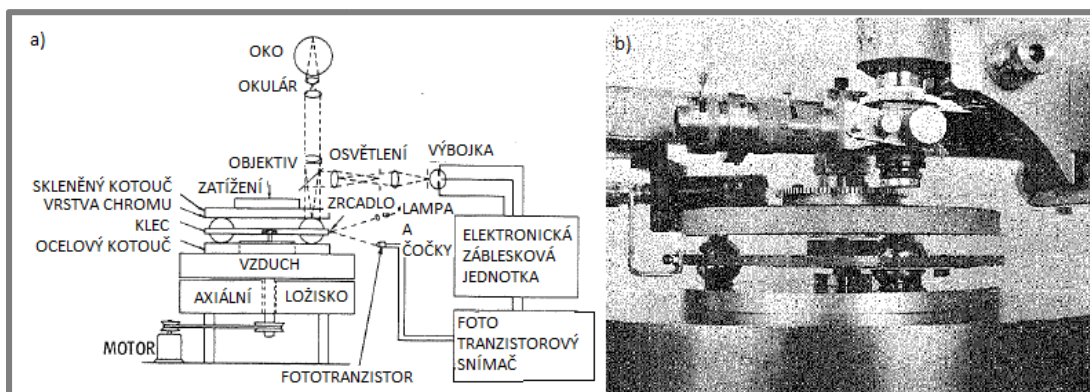 a)
b)
OKO
OKULÁR
OBJEKTIV
OSVĚTLENÍ
VÝBOJKA
ZATÍŽENÍ
SKLENĚNÝ KOTOUČ
VRSTVA CHROMU
KLEC
OCELOVÝ KOTOUČ
ZRCADLO
LAMPA
A
ČOČKY
VZDUCH
AXIÁLNÍ
LOŽISKO
MOTOR
FOTOTRANZISTOR
ELEKTRONICKÁ
ZÁBLESKOVÁ
JEDNOTKA
FOTO
TRANZISTOROVÝ
SNÍMAČ